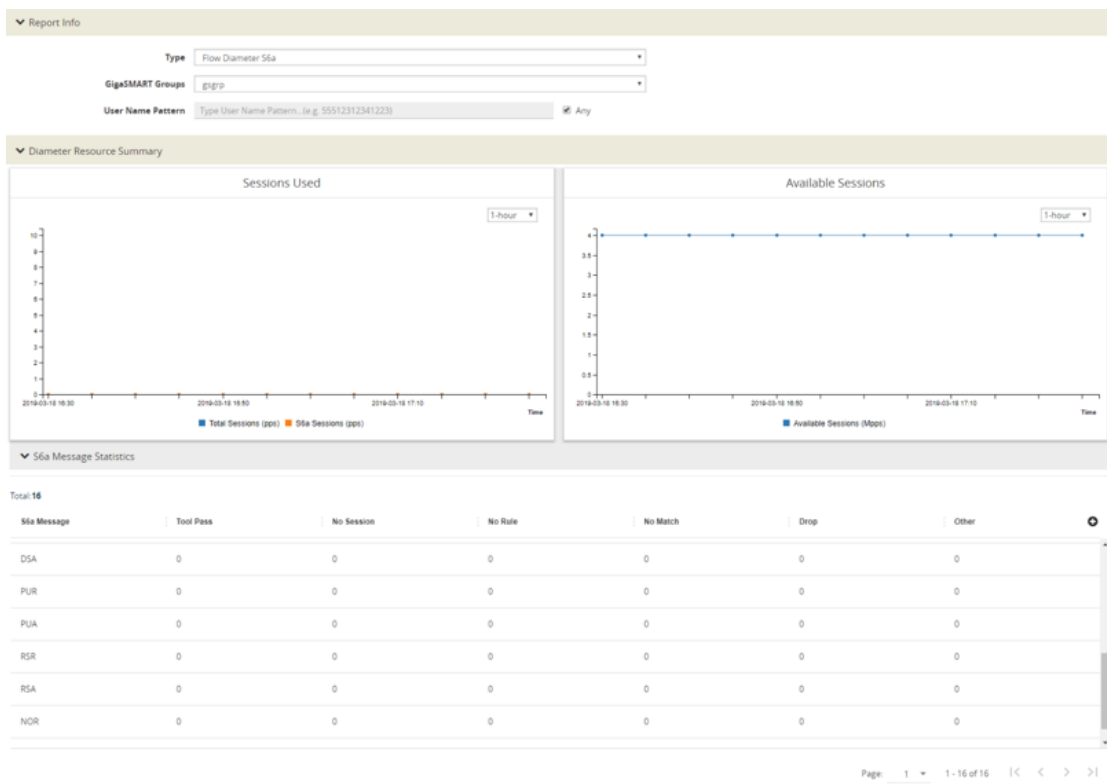 Report Info
Type Flow Diameter S6a
GigaSMART Groups gsgrp
User Name Pattern Type User Name Pattern...(e.g. 55512312341223) Any
Diameter Resource Summary
Sessions Used
1-hour
10
9
8
7
6
5
4
3
2
1
0
2019-03-18 16:30 2019-03-18 16:50 2019-03-18 17:10
Time
Total Sessions (pps) S6a Sessions (pps)
Available Sessions
1-hour
4
3.5
3
2.5
2
1.5
1
0.5
0
2019-03-18 16:30 2019-03-18 16:50 2019-03-18 17:10
Time
Available Sessions (Mpps)
S6a Message Statistics
Total:16
S6a Message Tool Pass No Session No Rule No Match Drop Other
DSA 0 0 0 0 0 0
PUR 0 0 0 0 0 0
PUA 0 0 0 0 0 0
RSR 0 0 0 0 0 0
RSA 0 0 0 0 0 0
NOR 0 0 0 0 0 0
Page: 1 1 - 16 of 16